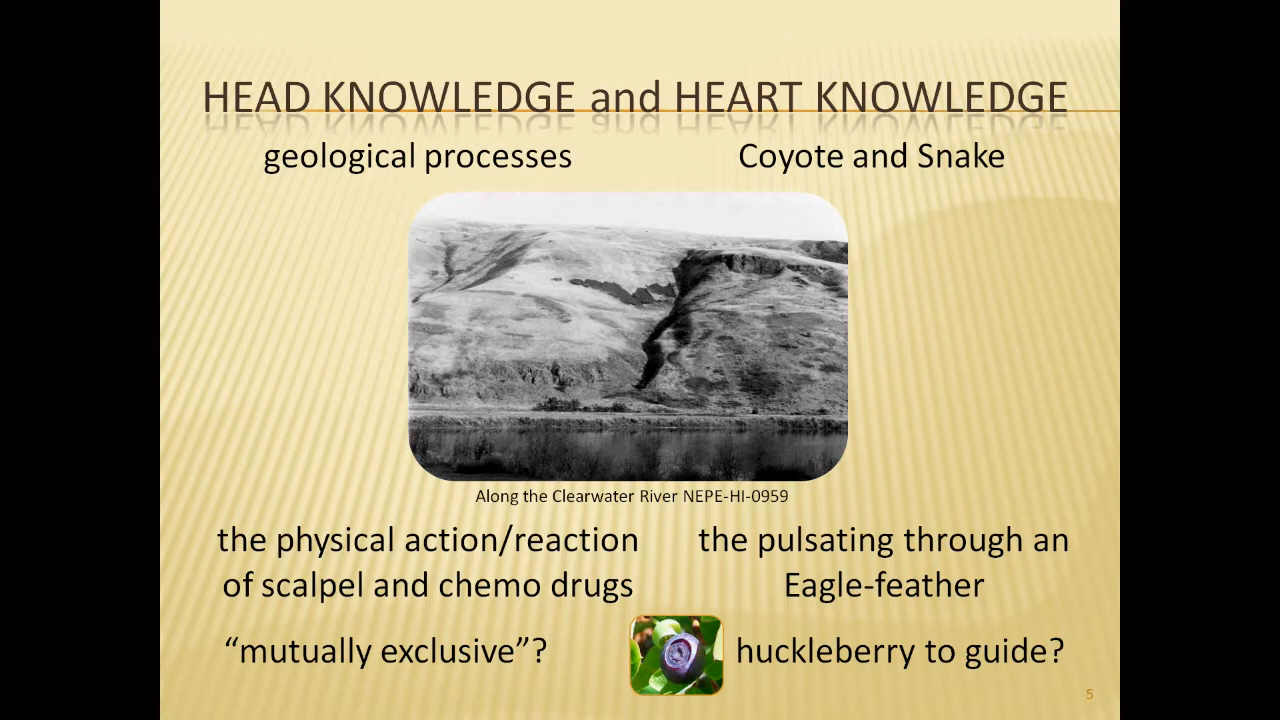 HEAD KNOWLEDGE and HEART KNOWLEDGE
geological processes
Coyote and Snake
Along the Clearwater River NEPE-HI-0959
the physical action/reaction
of scalpel and chemo drugs
the pulsating through an
Eagle-feather
“mutually exclusive”?
huckleberry to guide?
5